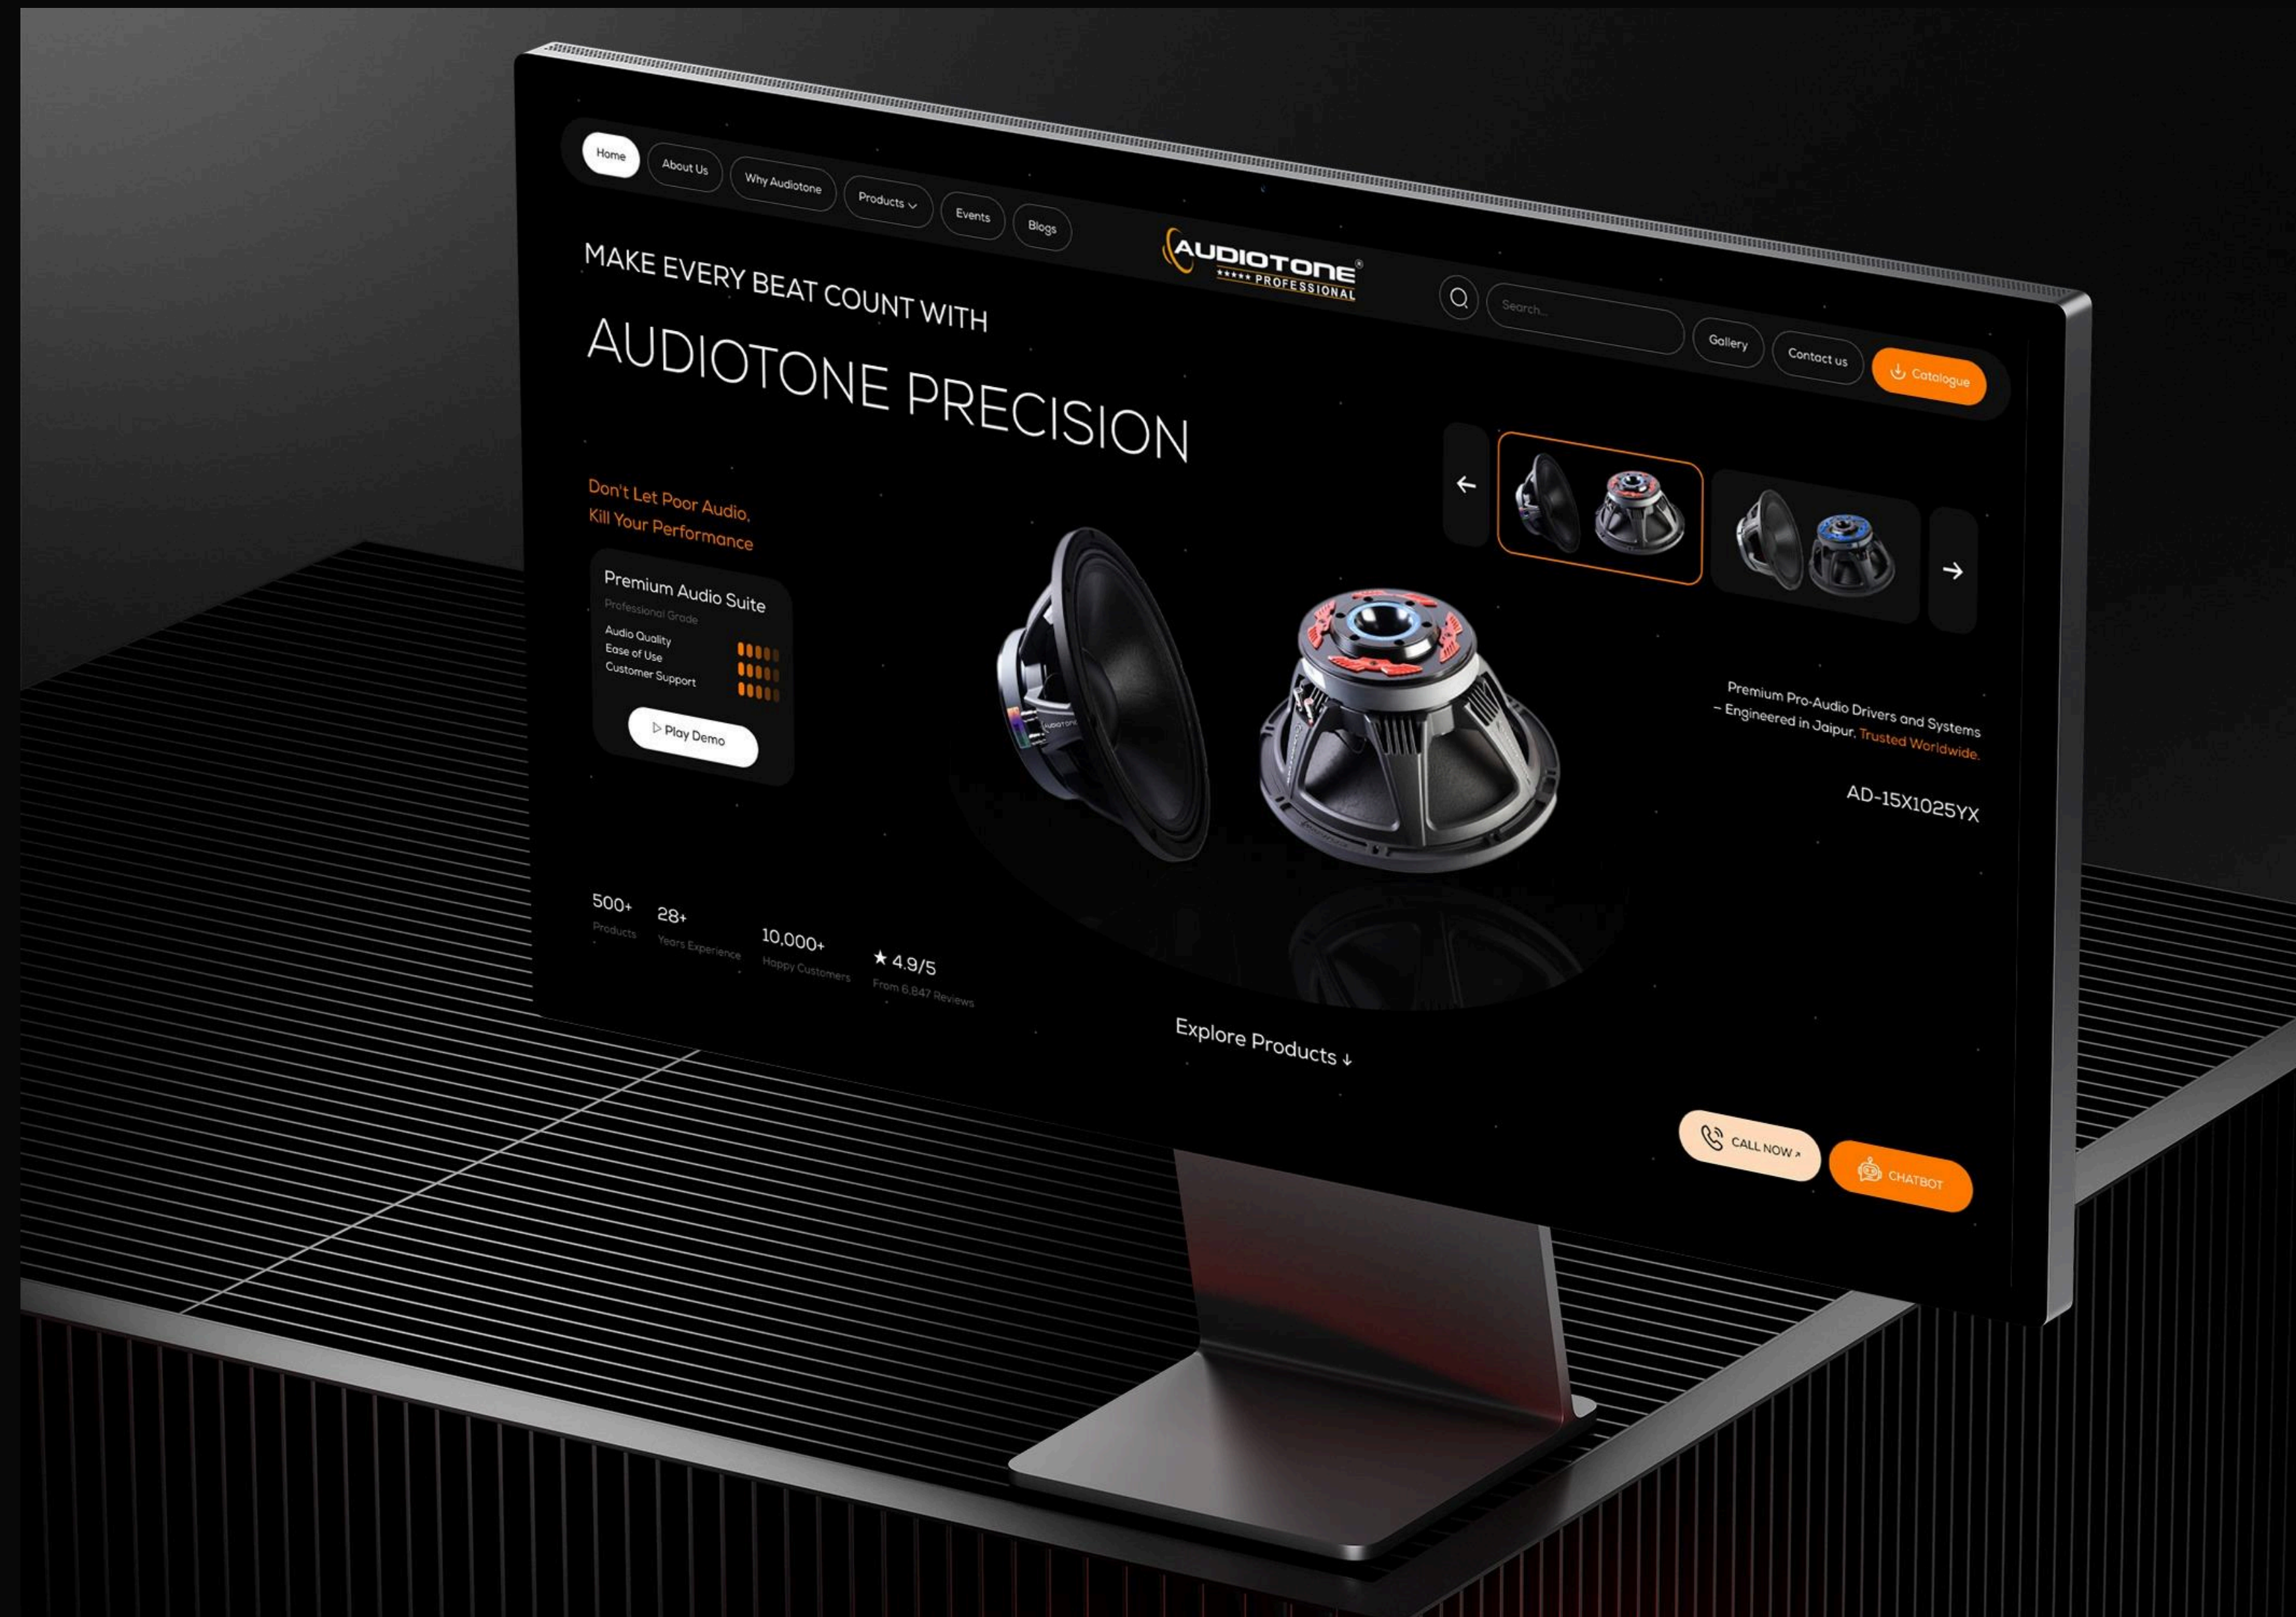 Home
About Us
Why Audiotone
Products
Events
Blogs
AUDIOTONE®
★★★★★ PROFESSIONAL
Search...
Gallery
Contact us
Catalogue
MAKE EVERY BEAT COUNT WITH
AUDIOTONE PRECISION
Don't Let Poor Audio,
Kill Your Performance
Premium Audio Suite
Professional Grade
Audio Quality
Ease of Use
Customer Support
Play Demo
AUDIOTONE
Premium Pro-Audio Drivers and Systems
– Engineered in Jaipur, Trusted Worldwide.
AD-15X1025YX
500+
Products
28+
Years Experience
10,000+
Happy Customers
★ 4.9/5
From 6,847 Reviews
Explore Products ↓
CALL NOW ↗
CHATBOT